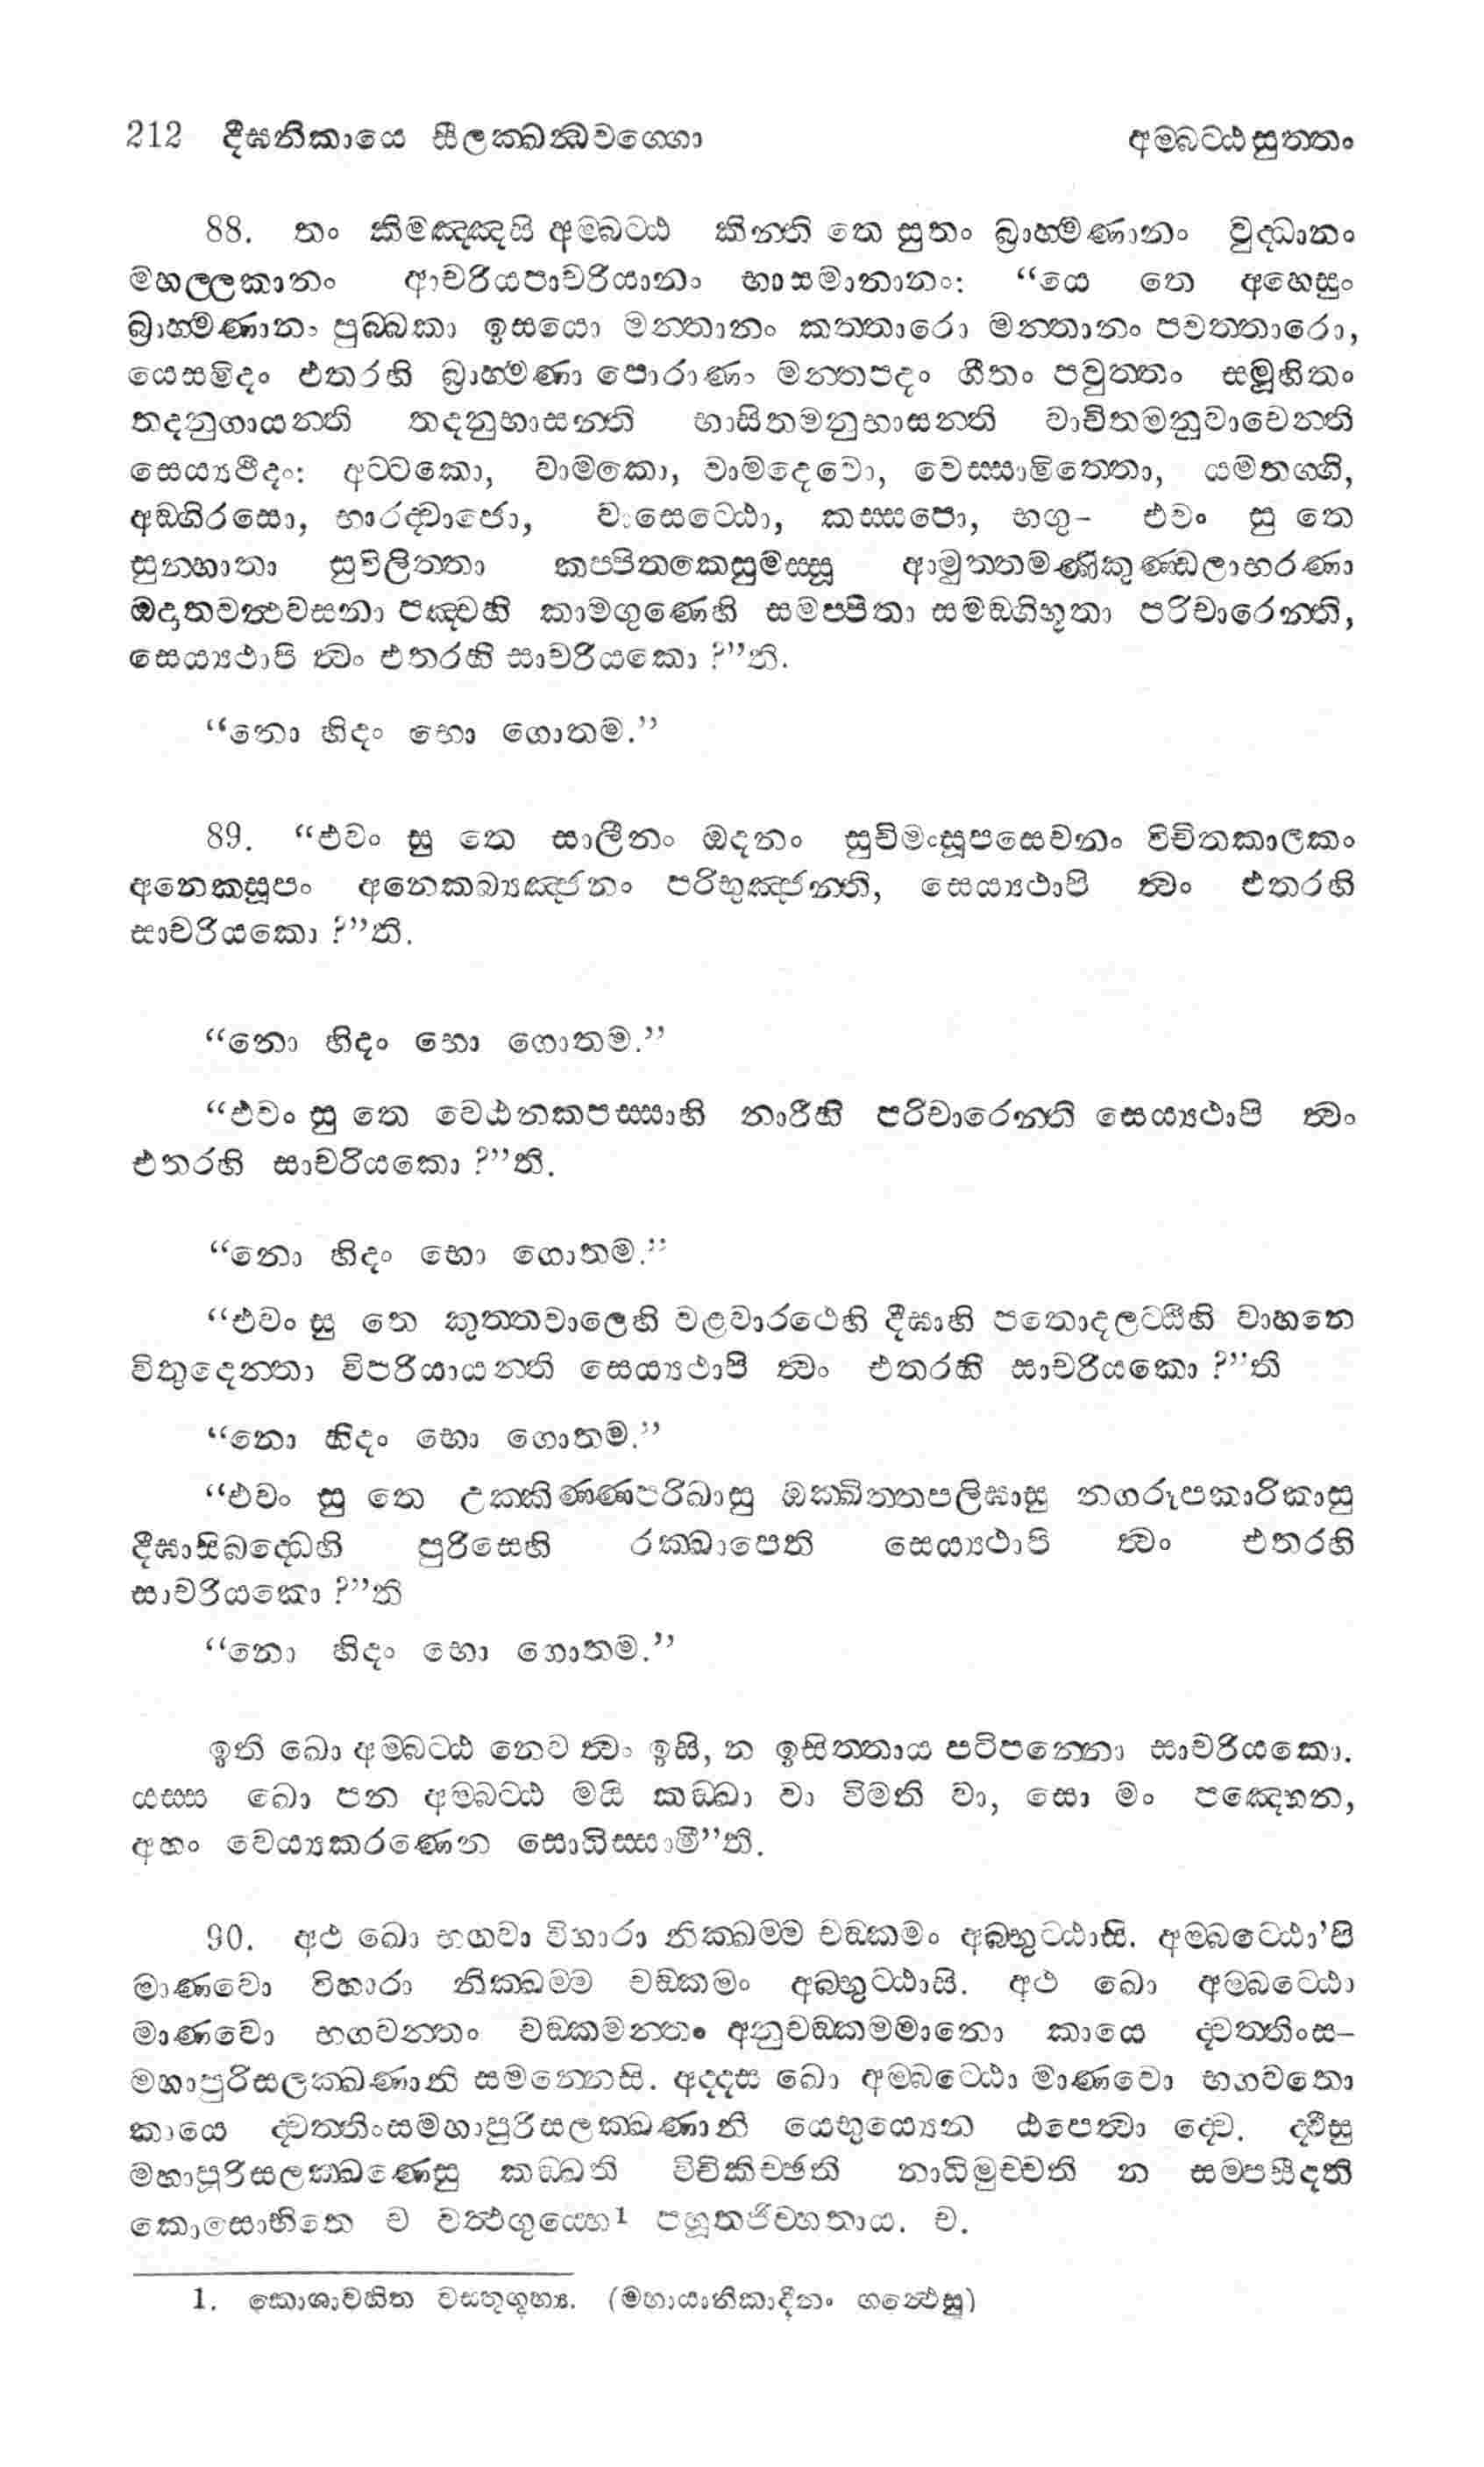 212 දීඝනිකායෙ සීලක්ඛන්ධවග්ගො අම්බට්ඨසුත්තං
88. තං කිමඤ්ඤසි අම්බට්ඨ කින්ති තෙ සුතං බ්‍රාහ්මණානං වුද්ධානං
මහල්ලකානං ආචරියපාචරියානං භාසමානානං: “යෙ තෙ අහෙසුං
බ්‍රාහ්මණානං පුබ්බකා ඉසයො මන්තානං කත්තාරො මන්තානං පවත්තාරො,
යෙසමිදං එතරහි බ්‍රාහ්මණා පොරාණං මන්තපදං ගීතං පවුත්තං සමූහිතං
තදනුගායන්ති තදනුභාසන්ති භාසිතමනුභාසන්ති වාචිතමනුවාචෙන්ති
සෙය්‍යථීදං: අට්ටකො, වාමකො, වාමදෙවො, වෙස්සාමිත්තො, යමතග්ගි,
අඞ්ගිරසො, භාරද්වාජො, වාසෙට්ඨො, කස්සපො, භගු- එවං සු තෙ
සුන්හාතා සුවිලිත්තා කප්පිතකෙසුමස්සූ ආමුත්තමණිකුණ්ඩලාභරණා
ඔදාතවත්ථවසනා පඤ්චහි කාමගුණෙහි සමප්පිතා සමඞ්ගිභූතා පරිචාරෙන්ති,
සෙය්‍යථාපි ත්වං එතරහි සාචරියකො ?”ති.
“නො හිදං භො ගොතම.”
89. “එවං සු තෙ සාලීනං ඔදනං සුචිමංසූපසෙචනං විචිතකාලකං
අනෙකසූපං අනෙකබ්‍යඤ්ජනං පරිභුඤ්ජන්ති, සෙය්‍යථාපි ත්වං එතරහි
සාචරියකො ?”ති.
“නො හිදං භො ගොතම.”
“එවං සු තෙ වෙඨනකපස්සාහි නාරීහි පරිචාරෙන්ති සෙය්‍යථාපි ත්වං
එතරහි සාචරියකො ?”ති.
“නො හිදං භො ගොතම.”
“එවං සු තෙ කුත්තවාලෙහි වළවාරථෙහි දීඝාහි පතොදලට්ඨීහි වාහනෙ
විතුදෙන්තා විපරියායන්ති සෙය්‍යථාපි ත්වං එතරහි සාචරියකො ?”ති
“නො හිදං භො ගොතම.”
“එවං සු තෙ උක්කිණ්ණපරිඛාසු ඔක්ඛිත්තපලිඝාසු නගරූපකාරිකාසු
දීඝාසිබද්ධෙහි පුරිසෙහි රක්ඛාපෙති සෙය්‍යථාපි ත්වං එතරහි
සාචරියකො ?”ති
“නො හිදං භො ගොතම.”
ඉති ඛො අම්බට්ඨ නෙව ත්වං ඉසි, න ඉසිත්තාය පටිපන්නො සාචරියකො.
යස්ස ඛො පන අම්බට්ඨ මයි කඞ්ඛා වා විමති වා, සො මං පඤ්හෙන,
අහං වෙය්‍යාකරණෙන සොධිස්සාමී”ති.
90. අථ ඛො භගවා විහාරා නික්ඛම්ම චඞ්කමං අබ්භුට්ඨාසි. අම්බට්ඨො’පි
මාණවො විහාරා නික්ඛම්ම චඞ්කමං අබ්භුට්ඨාසි. අථ ඛො අම්බට්ඨො
මාණවො භගවන්තං චඞ්කමන්තං අනුචඞ්කමමානො කායෙ ද්වත්තිංස-
මහාපුරිසලක්ඛණානි සමන්නෙසි. අද්දස ඛො අම්බට්ඨො මාණවො භගවතො
කායෙ ද්වත්තිංසමහාපුරිසලක්ඛණානි යෙභුය්‍යෙන ඨපෙත්වා ද්වෙ. ද්වීසු
මහාපුරිසලක්ඛණෙසු කඞ්ඛති විචිකිච්ඡති නාධිමුච්චති න සම්පසීදති
කොසොහිතෙ ච වත්ථගුය්හෙ¹ පහූතජිව්හතාය. ච.
1. කොශාවහිත වස්තුගුහ්‍ය. (මහායානිකාදීනං ගන්ථෙසු)